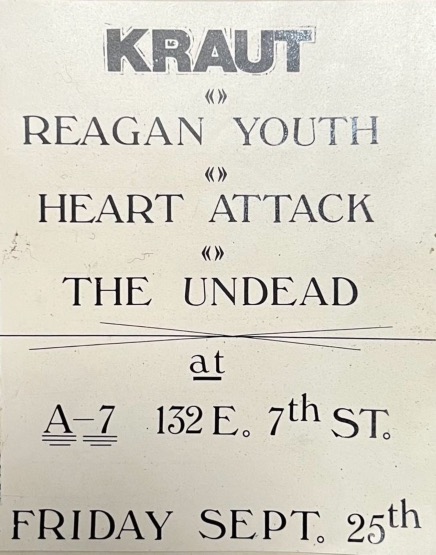 KRAUT
«»
REAGAN YOUTH
«»
HEART ATTACK
«»
THE UNDEAD
at
A-7 132 E. 7th ST.
FRIDAY SEPT. 25th